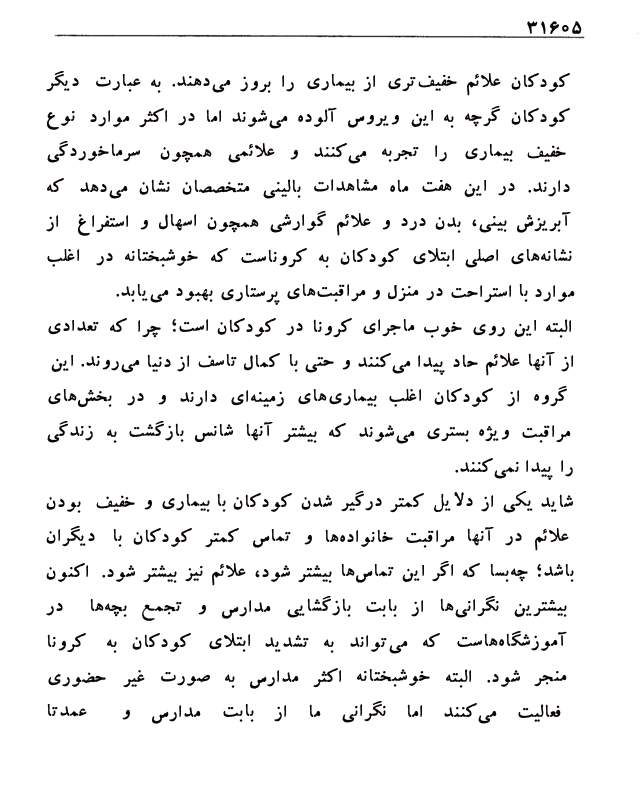 ۳۱۶۰۵
کودکان علائم خفیف‌تری از بیماری را بروز می‌دهند. به عبارت دیگر
کودکان گرچه به این ویروس آلوده می‌شوند اما در اکثر موارد نوع
خفیف بیماری را تجربه می‌کنند و علائمی همچون سرماخوردگی
دارند. در این هفت ماه مشاهدات بالینی متخصصان نشان می‌دهد که
آبریزش بینی، بدن درد و علائم گوارشی همچون اسهال و استفراغ از
نشانه‌های اصلی ابتلای کودکان به کروناست که خوشبختانه در اغلب
موارد با استراحت در منزل و مراقبت‌های پرستاری بهبود می‌یابد.
البته این روی خوب ماجرای کرونا در کودکان است؛ چرا که تعدادی
از آنها علائم حاد پیدا می‌کنند و حتی با کمال تاسف از دنیا می‌روند. این
گروه از کودکان اغلب بیماری‌های زمینه‌ای دارند و در بخش‌های
مراقبت ویژه بستری می‌شوند که بیشتر آنها شانس بازگشت به زندگی
را پیدا نمی‌کنند.
شاید یکی از دلایل کمتر درگیر شدن کودکان با بیماری و خفیف بودن
علائم در آنها مراقبت خانواده‌ها و تماس کمتر کودکان با دیگران
باشد؛ چه‌بسا که اگر این تماس‌ها بیشتر شود، علائم نیز بیشتر شود. اکنون
بیشترین نگرانی‌ها از بابت بازگشایی مدارس و تجمع بچه‌ها در
آموزشگاه‌هاست که می‌تواند به تشدید ابتلای کودکان به کرونا
منجر شود. البته خوشبختانه اکثر مدارس به صورت غیر حضوری
فعالیت می‌کنند اما نگرانی ما از بابت مدارس و عمدتا